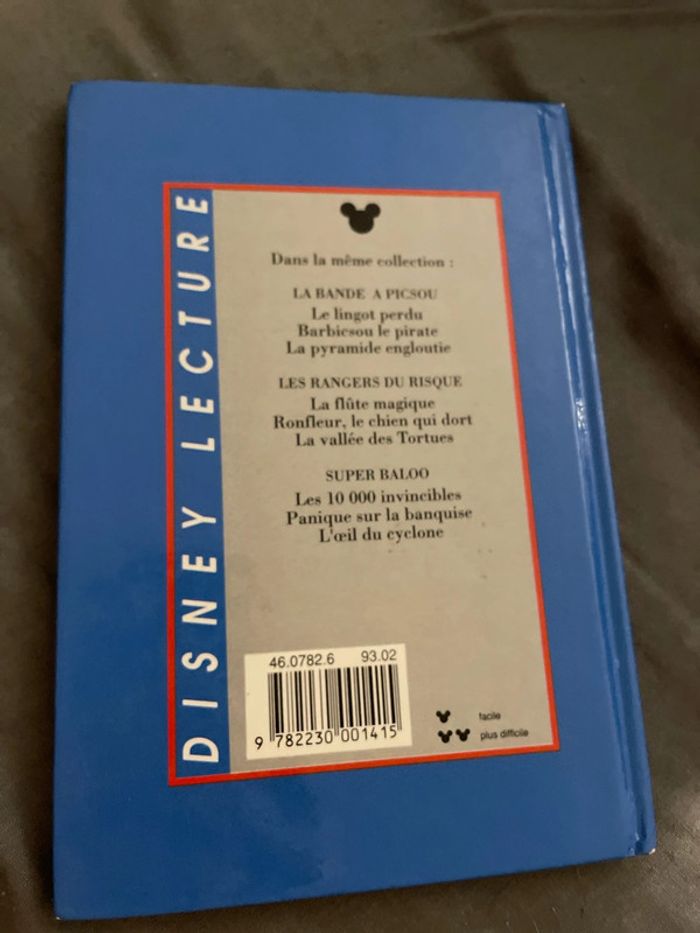 DISNEY LECTURE
Dans la même collection :
LA BANDE A PICSOU
Le lingot perdu
Barbicsou le pirate
La pyramide engloutie
LES RANGERS DU RISQUE
La flûte magique
Ronfleur, le chien qui dort
La vallée des Tortues
SUPER BALOO
Les 10 000 invincibles
Panique sur la banquise
L'œil du cyclone
46.0782.6 93.02
9 782230 001415
facile
plus difficile